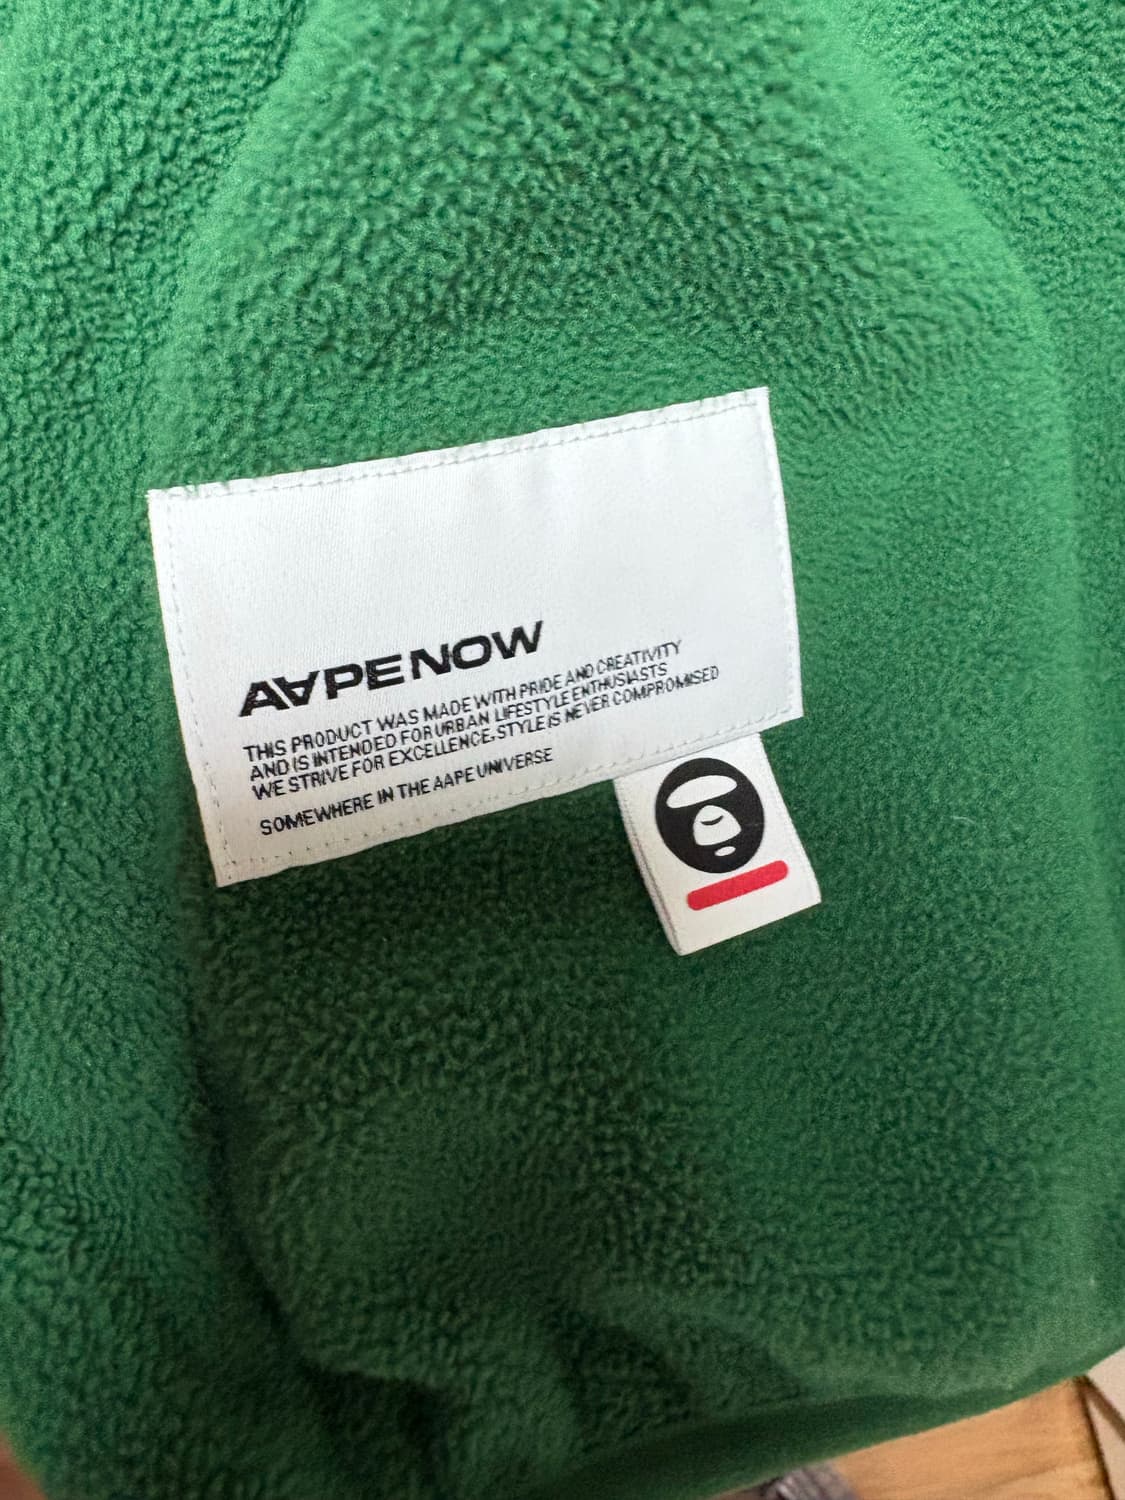 AAPE NOW
THIS PRODUCT WAS MADE WITH PRIDE AND CREATIVITY
AND IS INTENDED FOR URBAN LIFESTYLE ENTHUSIASTS
WE STRIVE FOR EXCELLENCE, STYLE IS NEVER COMPROMISED
SOMEWHERE IN THE AAPE UNIVERSE